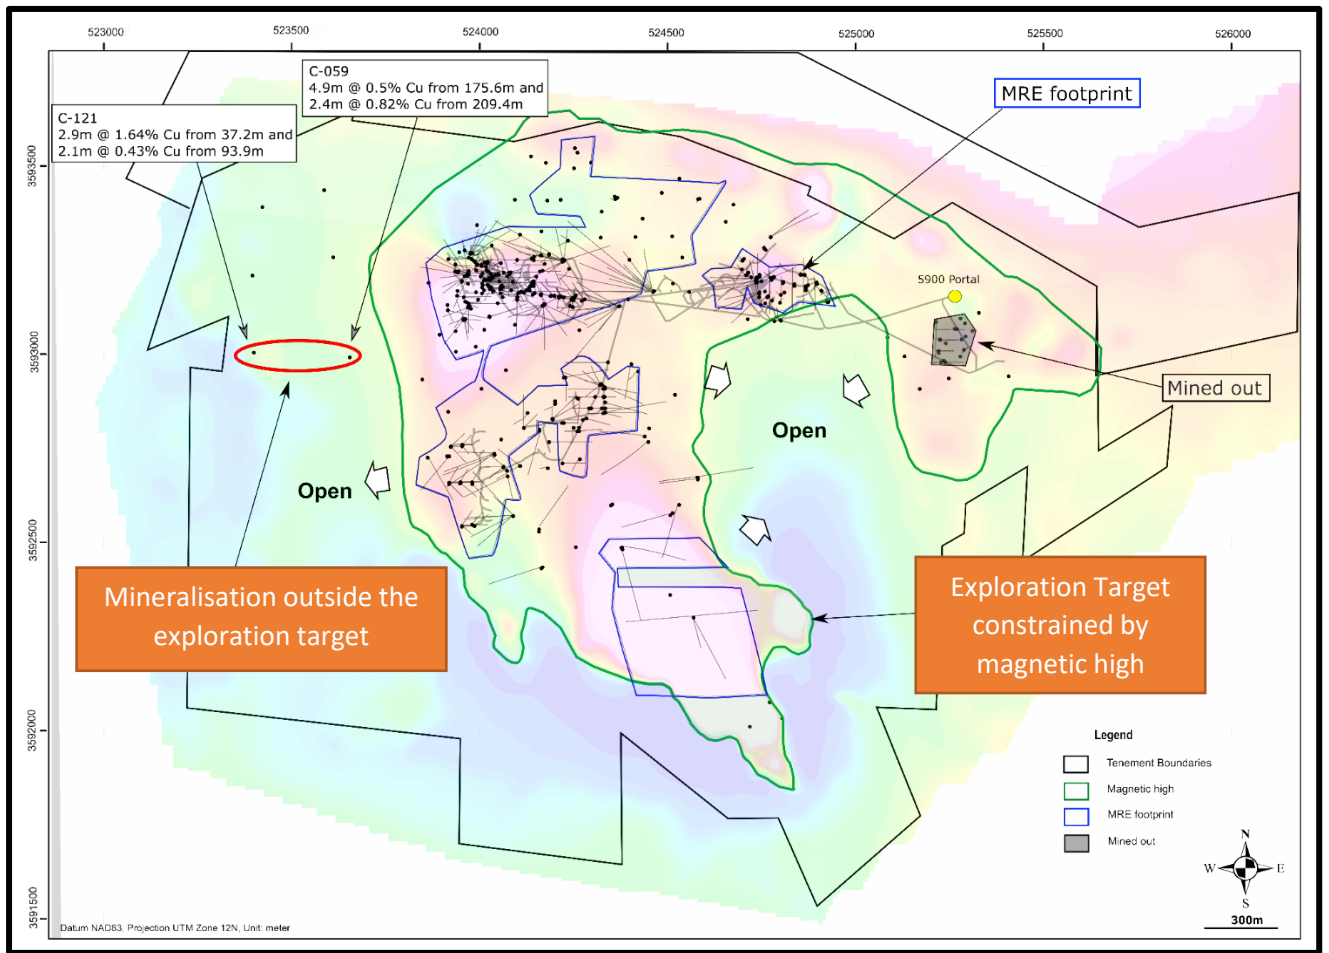 523000
523500
524000
524500
525000
525500
526000
C-059
4.9m @ 0.5% Cu from 175.6m and
2.4m @ 0.82% Cu from 209.4m
C-121
2.9m @ 1.64% Cu from 37.2m and
2.1m @ 0.43% Cu from 93.9m
MRE footprint
3593500
5900 Portal
3593000
Mined out
Open
Open
3592500
Mineralisation outside the
exploration target
Exploration Target
constrained by
magnetic high
3592000
Legend
Tenement Boundaries
Magnetic high
MRE footprint
Mined out
N
W
E
S
300m
3591500
Datum NAD83, Projection UTM Zone 12N, Unit: meter